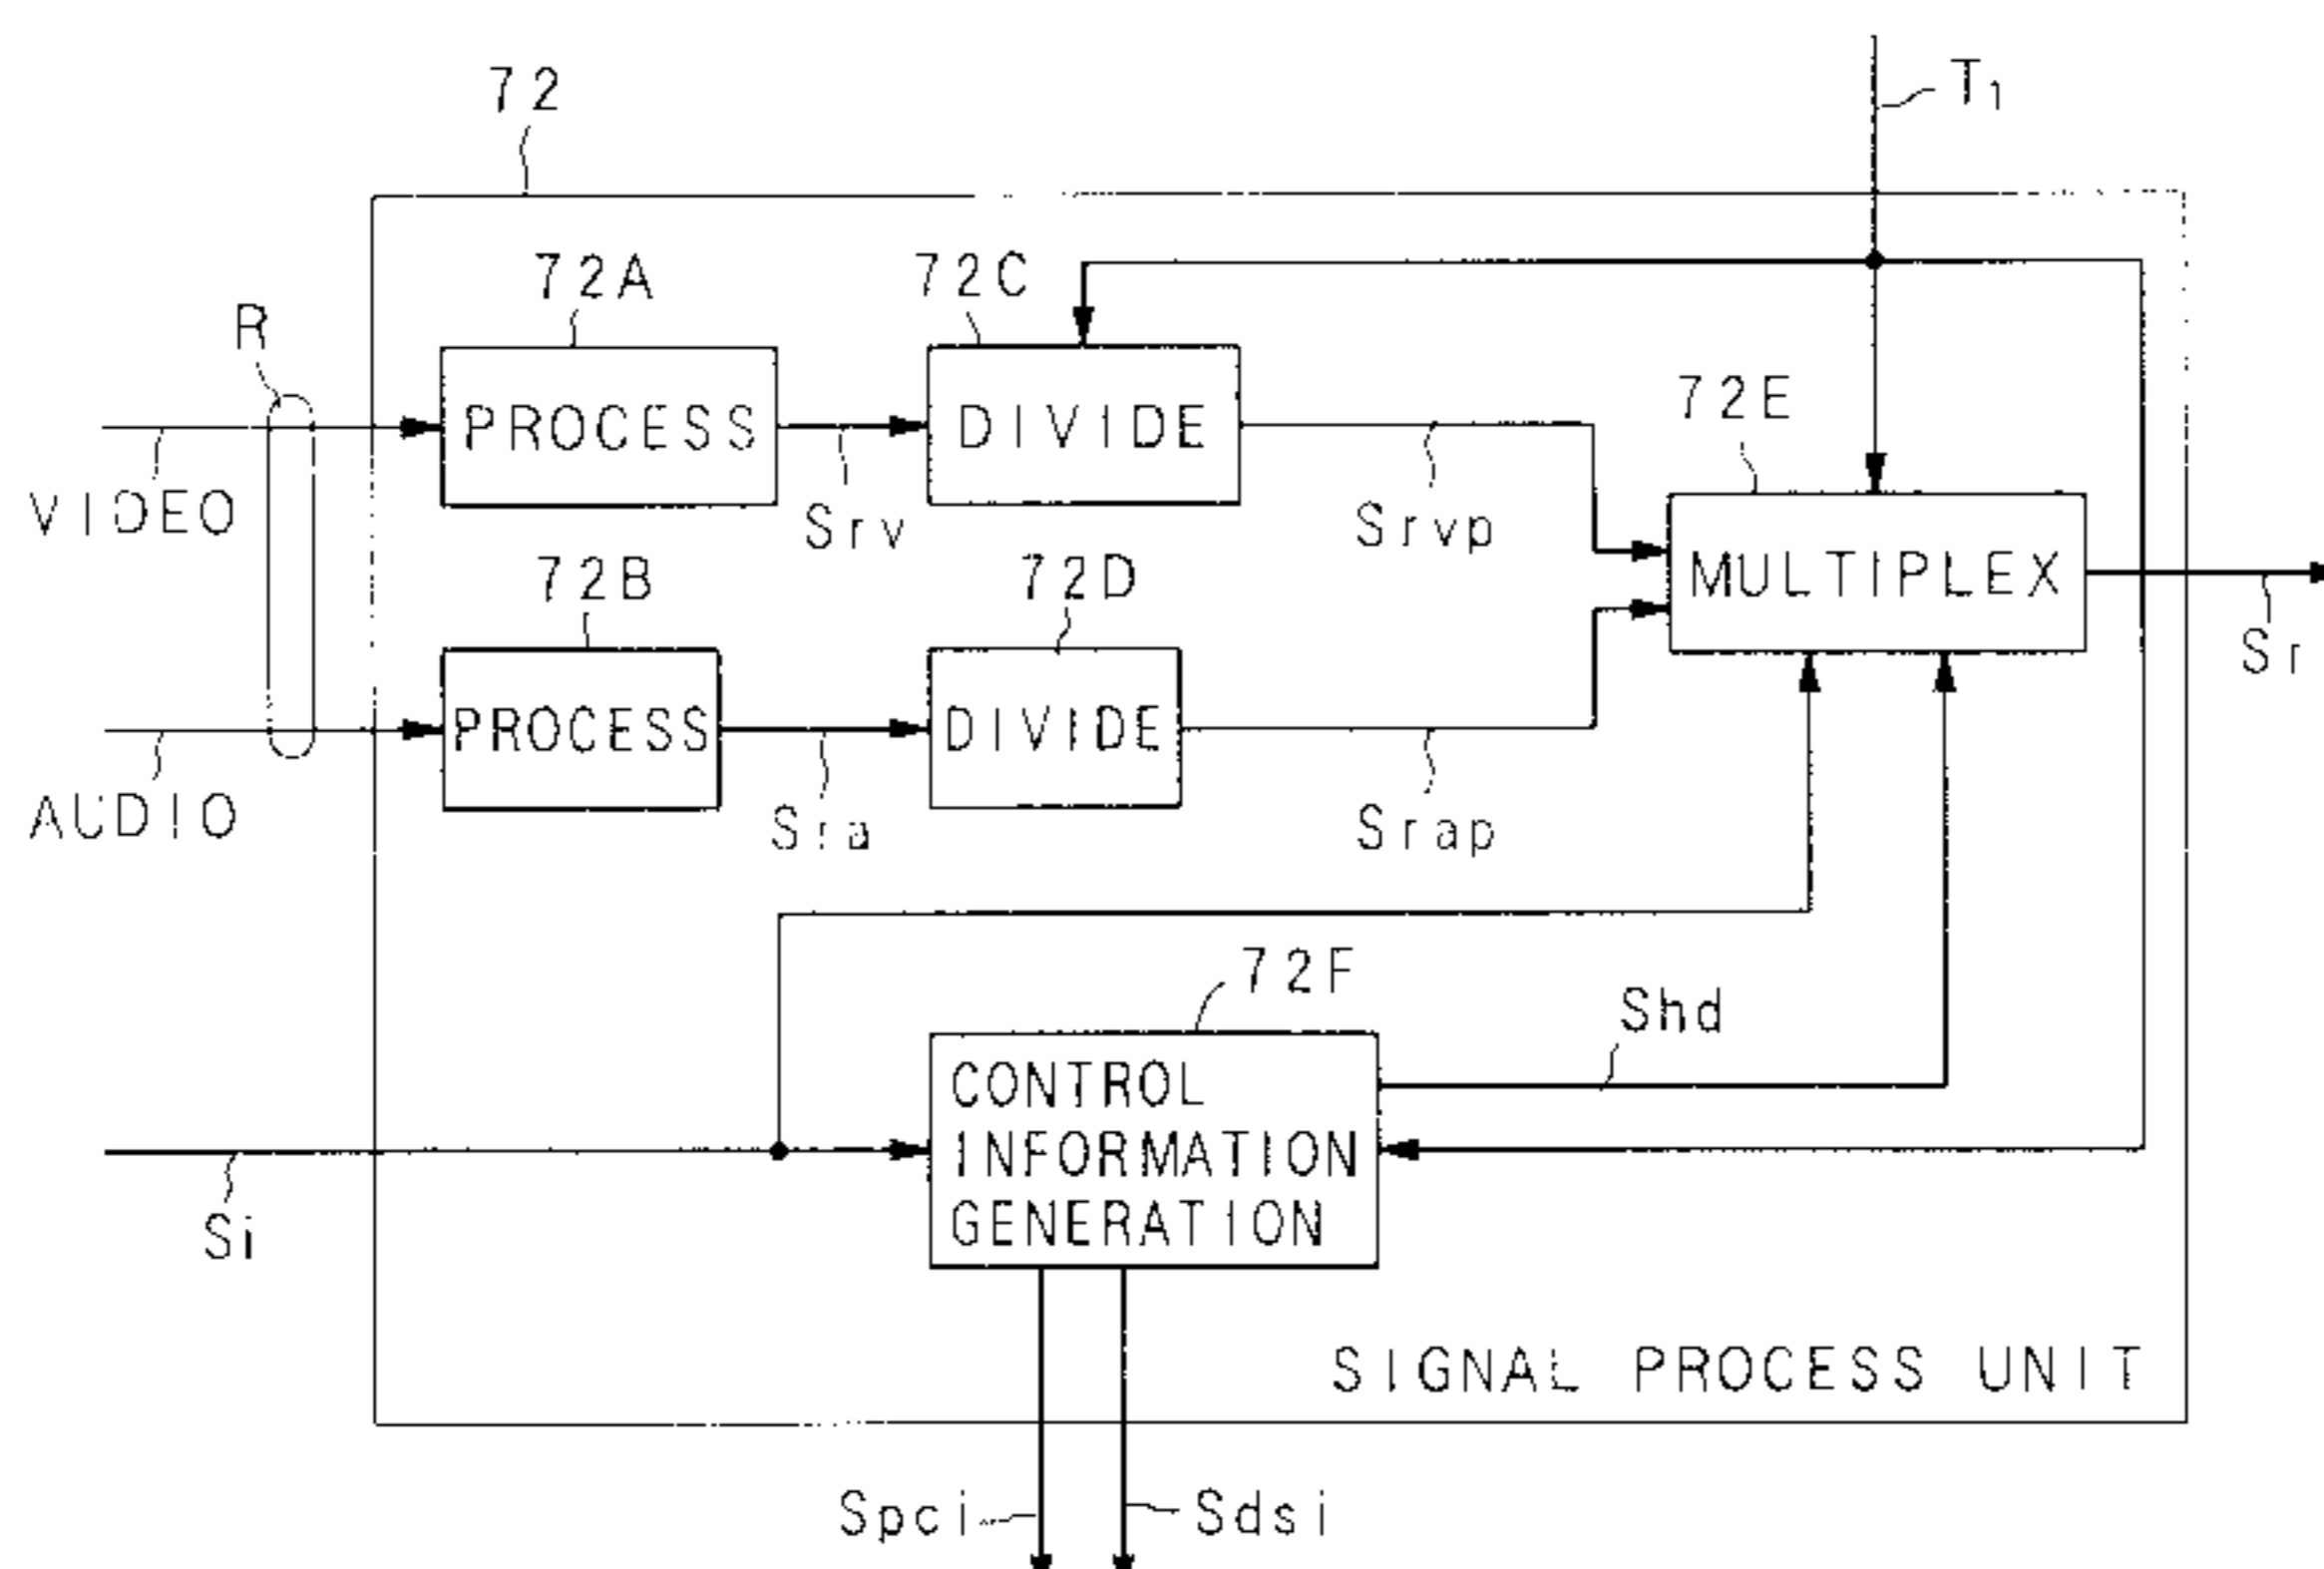 72
T1
72A
72C
R
72E
PROCESS
DIVIDE
VIDEO
Srv
Srvp
MULTIPLEX
72B
72D
Sr
PROCESS
DIVIDE
AUDIO
Sra
Srap
72F
Shd
CONTROL
INFORMATION
GENERATION
Si
SIGNAL PROCESS UNIT
Spci
Sdsi